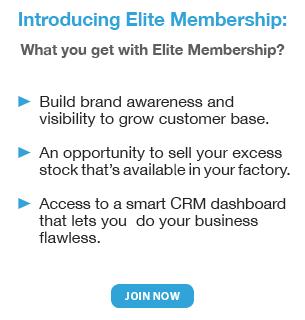 Introducing Elite Membership:
What you get with Elite Membership?
Build brand awareness and
visibility to grow customer base.
An opportunity to sell your excess
stock that's available in your factory.
Access to a smart CRM dashboard
that lets you do your business
flawless.
JOIN NOW